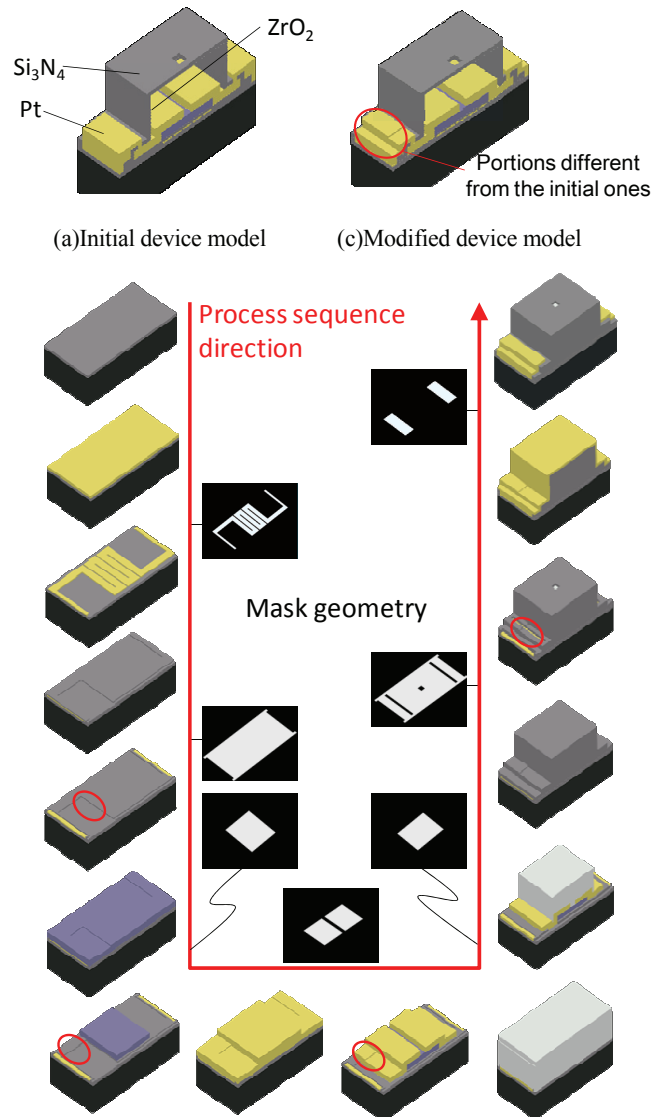 ZrO2
Si3N4
Pt
Portions different
from the initial ones
(a)Initial device model
(c)Modified device model
Process sequence
direction
Mask geometry